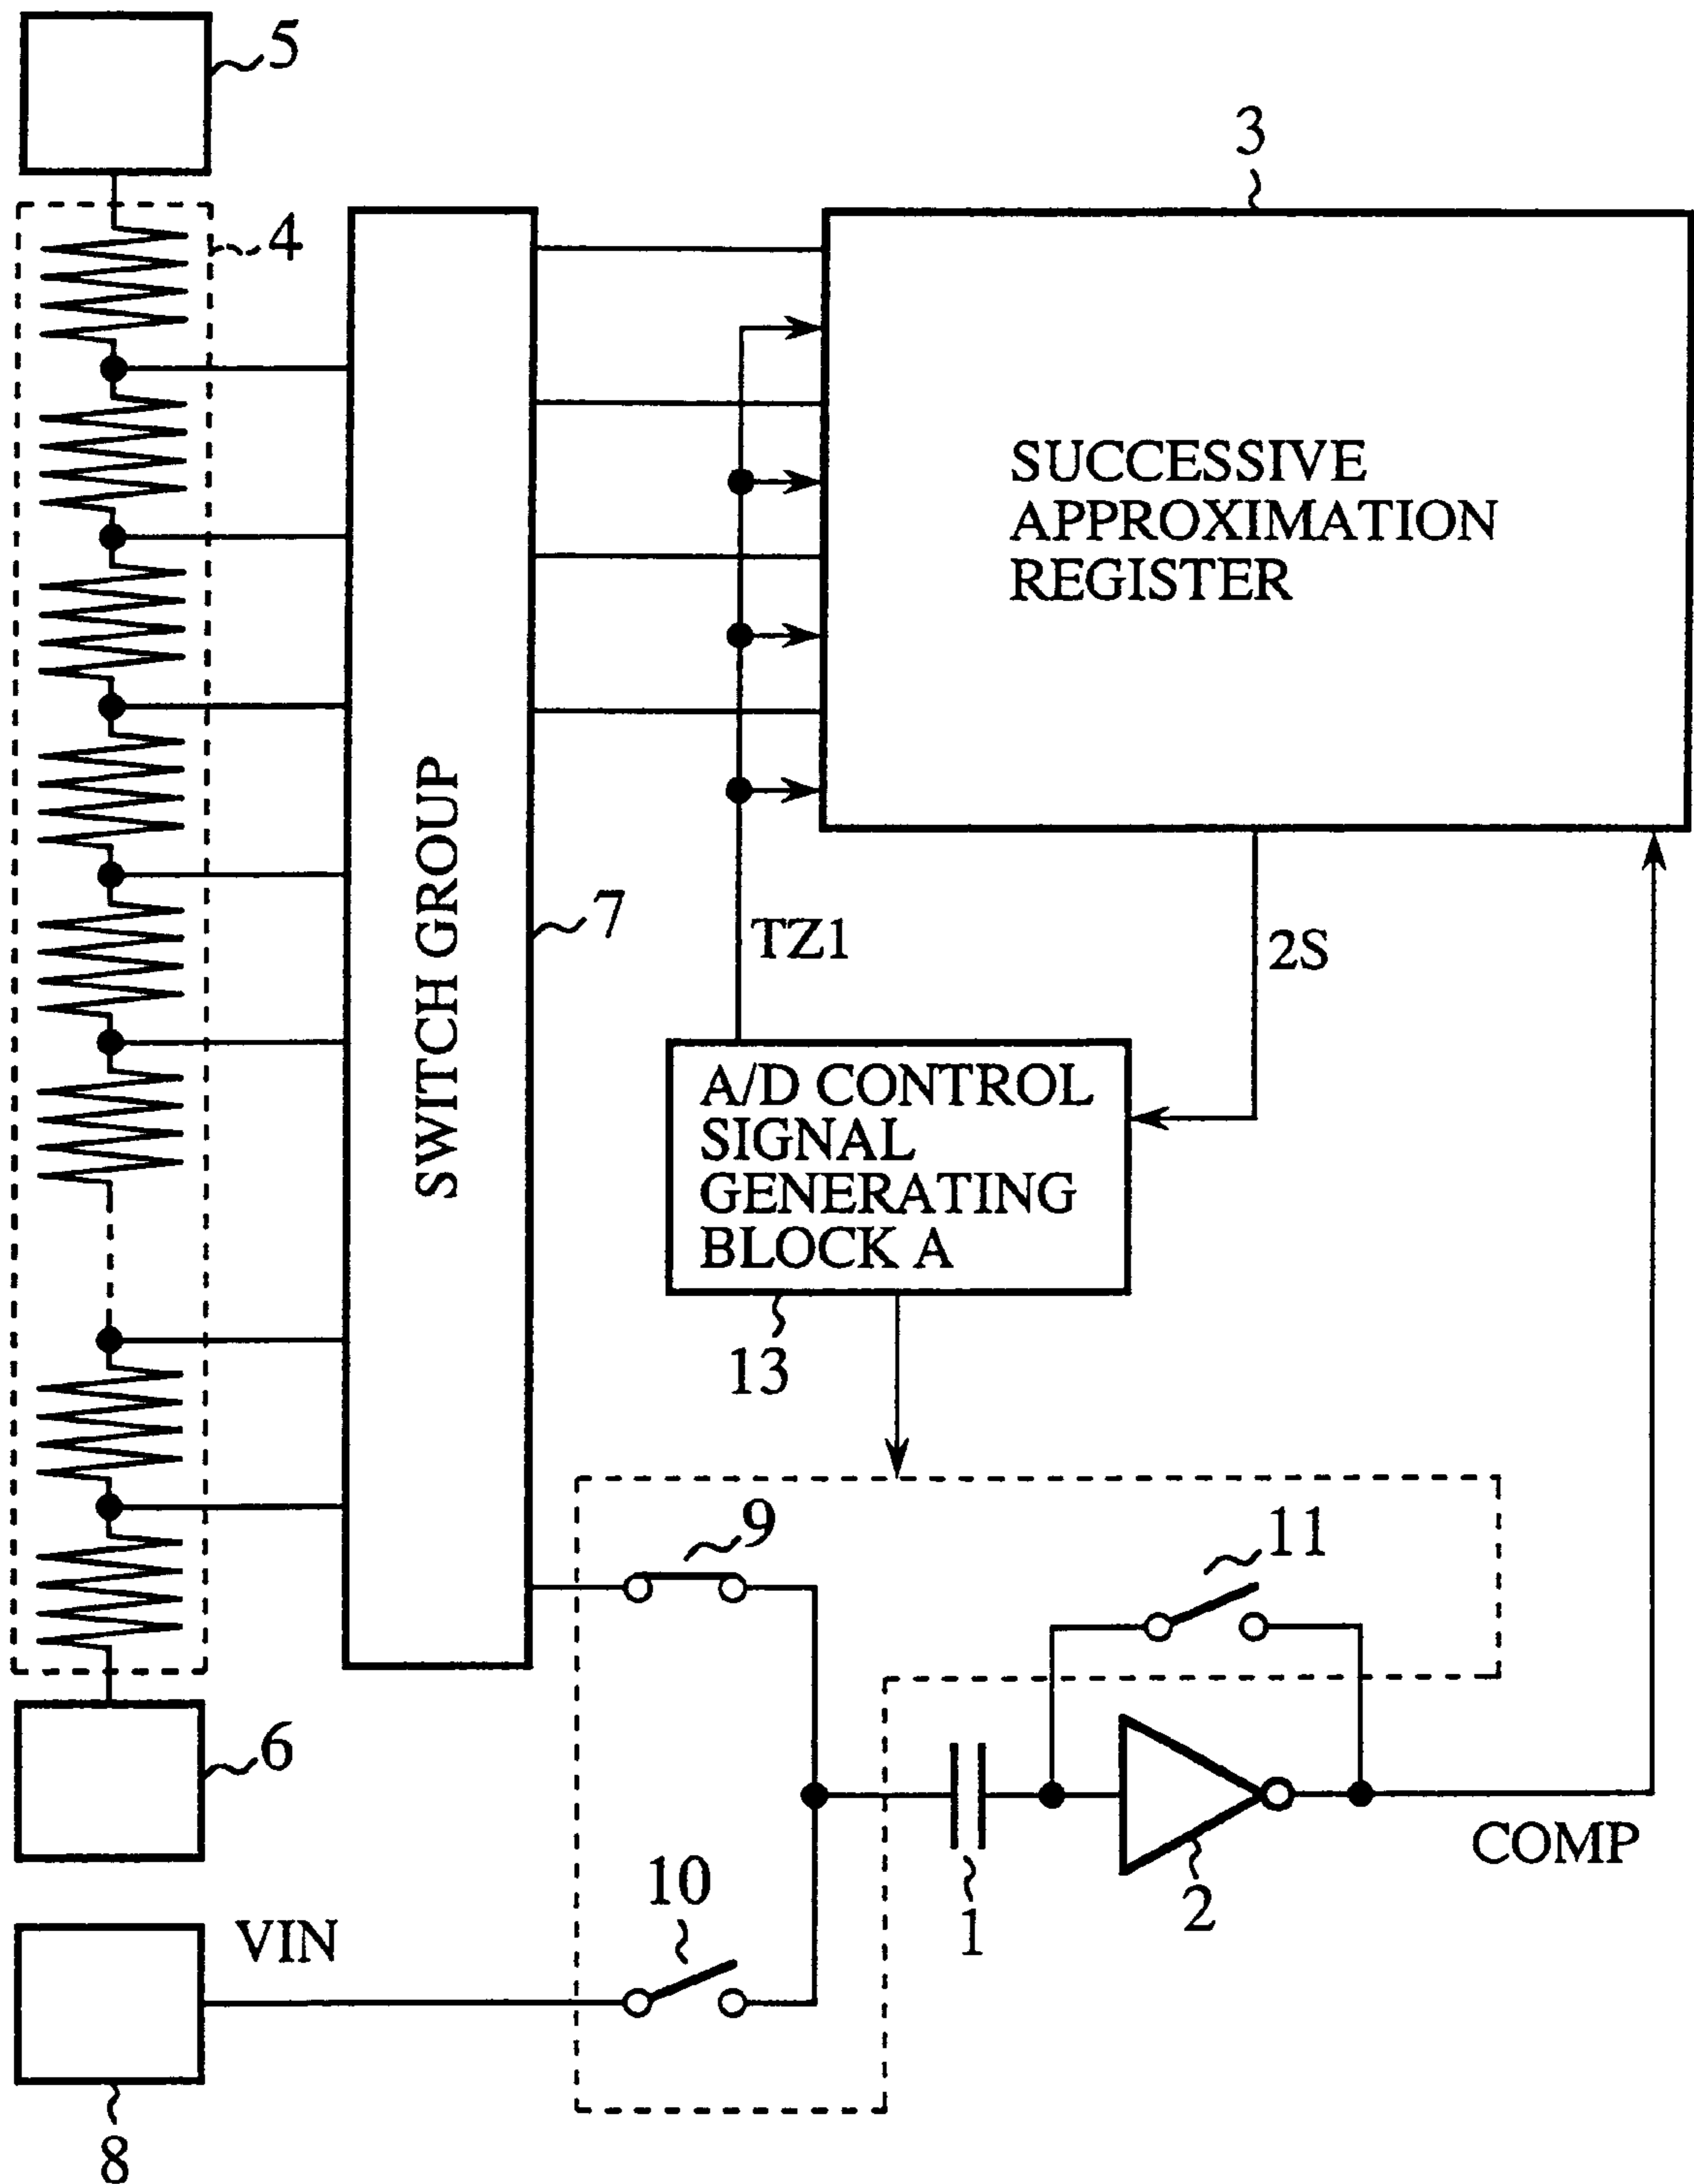 5
3
4
SUCCESSIVE
APPROXIMATION
REGISTER
SWITCH GROUP
7
TZ1
2S
A/D CONTROL
SIGNAL
GENERATING
BLOCK A
13
9
11
6
10
1
2
COMP
VIN
8